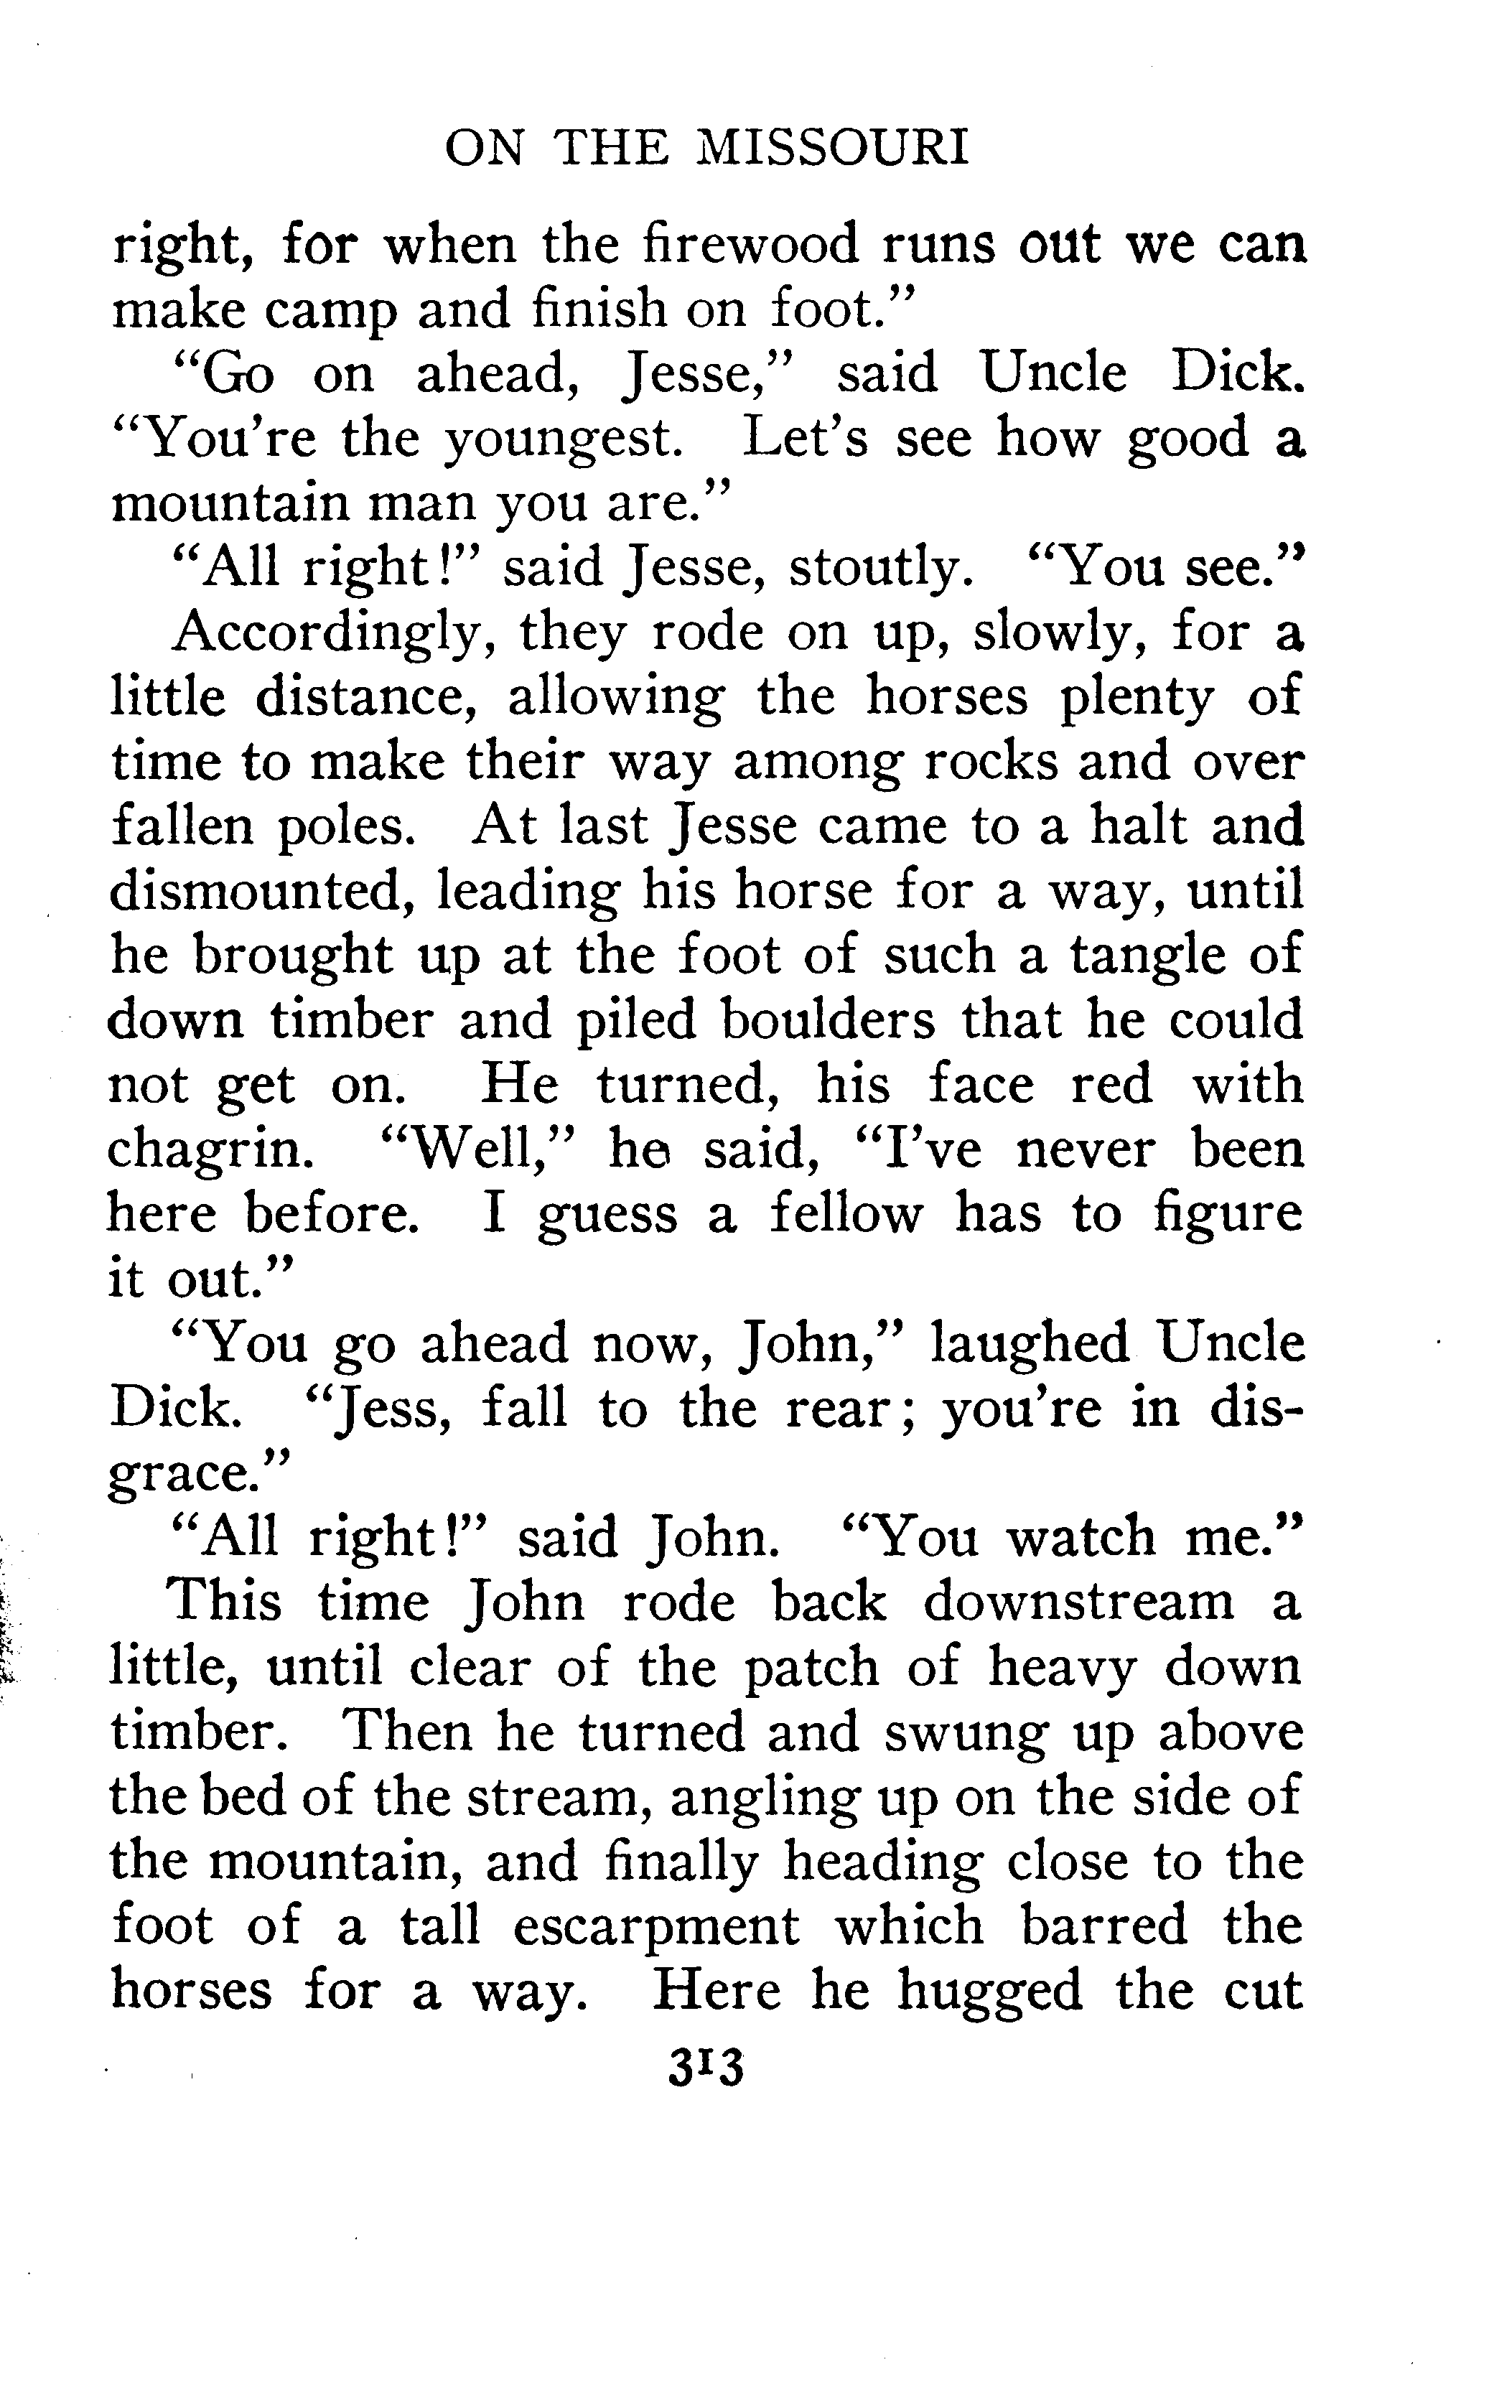 ON THE MISSOURI
right, for when the firewood runs out we can
make camp and finish on foot.”
“Go on ahead, Jesse,” said Uncle Dick.
“You're the youngest. Let's see how good a
mountain man you are.”
“All right!” said Jesse, stoutly. “You see.”
Accordingly, they rode on up, slowly, for a
little distance, allowing the horses plenty of
time to make their way among rocks and over
fallen poles. At last Jesse came to a halt and
dismounted, leading his horse for a way, until
he brought up at the foot of such a tangle of
down timber and piled boulders that he could
not get on. He turned, his face red with
chagrin. “Well,” he said, “I've never been
here before. I guess a fellow has to figure
it out.”
“You go ahead now, John,” laughed Uncle
Dick. “Jess, fall to the rear; you're in dis-
grace.”
“All right!” said John. “You watch me.”
This time John rode back downstream a
little, until clear of the patch of heavy down
timber. Then he turned and swung up above
the bed of the stream, angling up on the side of
the mountain, and finally heading close to the
foot of a tall escarpment which barred the
horses for a way. Here he hugged the cut
313